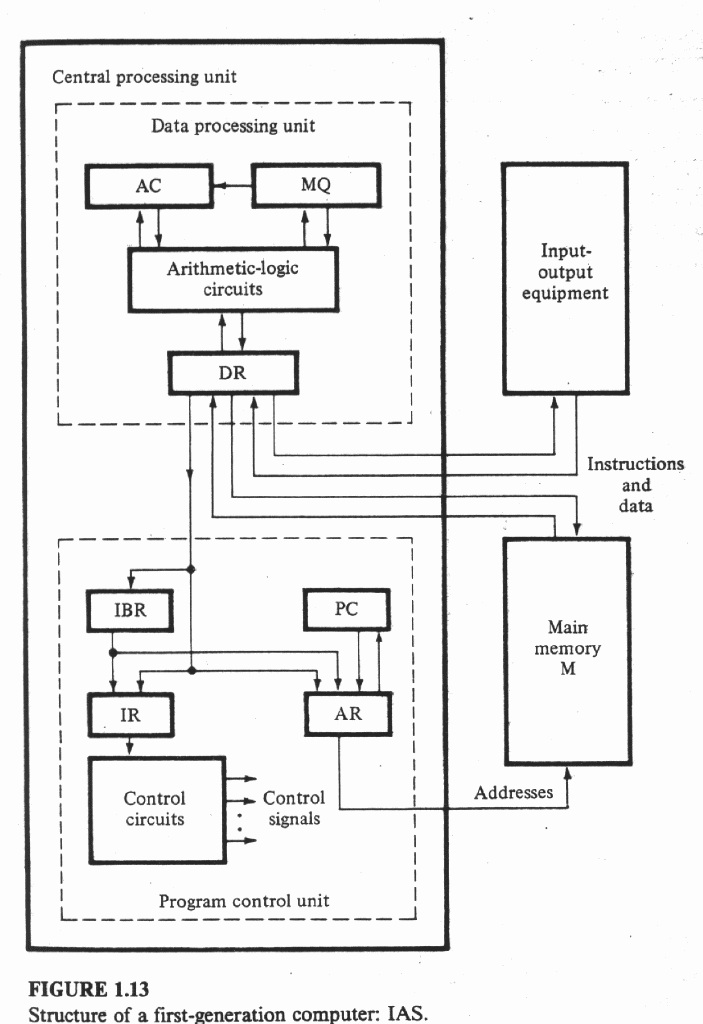 Central processing unit
Data processing unit
AC
MQ
Arithmetic-logic
circuits
DR
Input-
output
equipment
Instructions
and
data
IBR
PC
Main
memory
M
IR
AR
Control
circuits
Control
signals
Addresses
Program control unit
FIGURE 1.13
Structure of a first-generation computer: IAS.